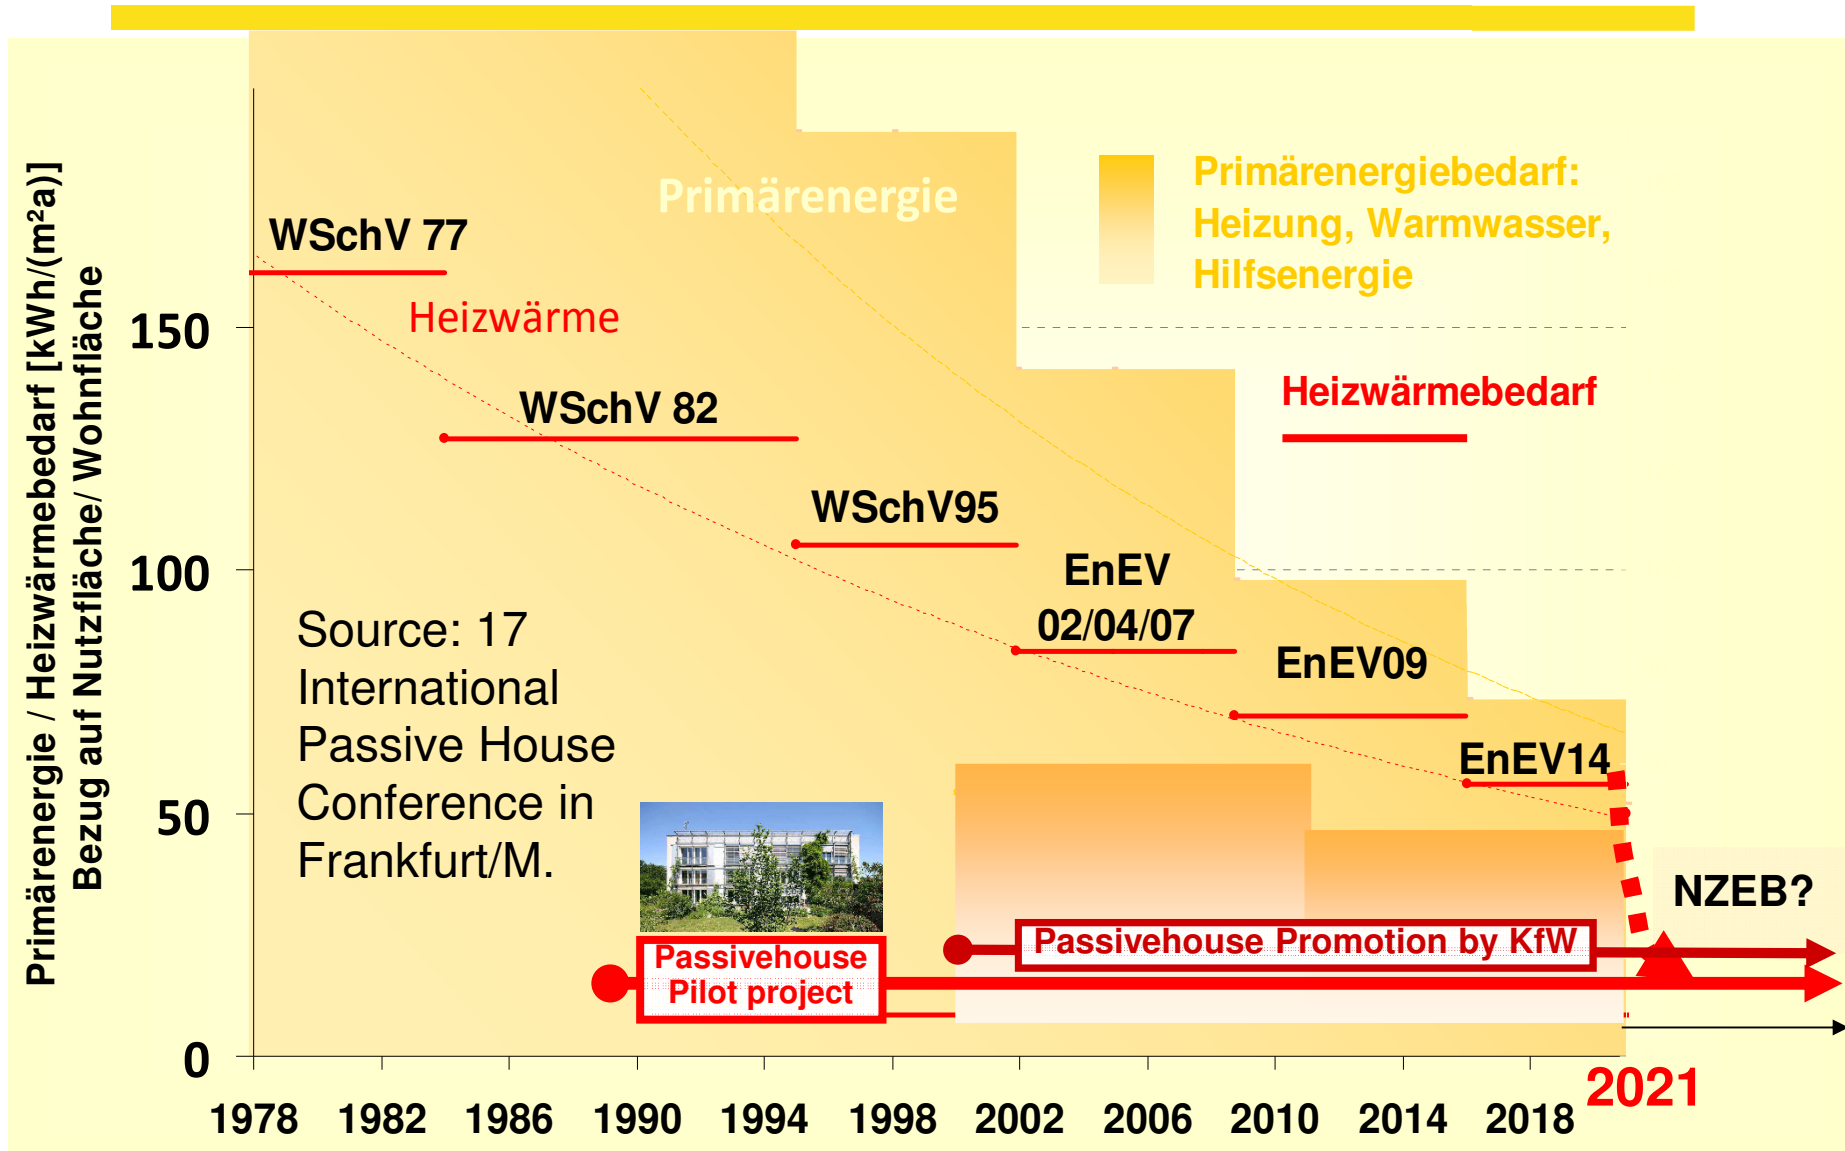 Primärenergie / Heizwärmebedarf [kWh/(m²a)]
Bezug auf Nutzfläche/ Wohnfläche
150
100
50
0
WSchV 77
Heizwärme
WSchV 82
Primärenergie
WSchV95
EnEV
02/04/07
EnEV09
EnEV14
Primärenergiebedarf:
Heizung, Warmwasser,
Hilfsenergie
Heizwärmebedarf
Source: 17
International
Passive House
Conference in
Frankfurt/M.
Passivehouse
Pilot project
Passivehouse Promotion by KfW
NZEB?
1978 1982 1986 1990 1994 1998 2002 2006 2010 2014 2018 2021